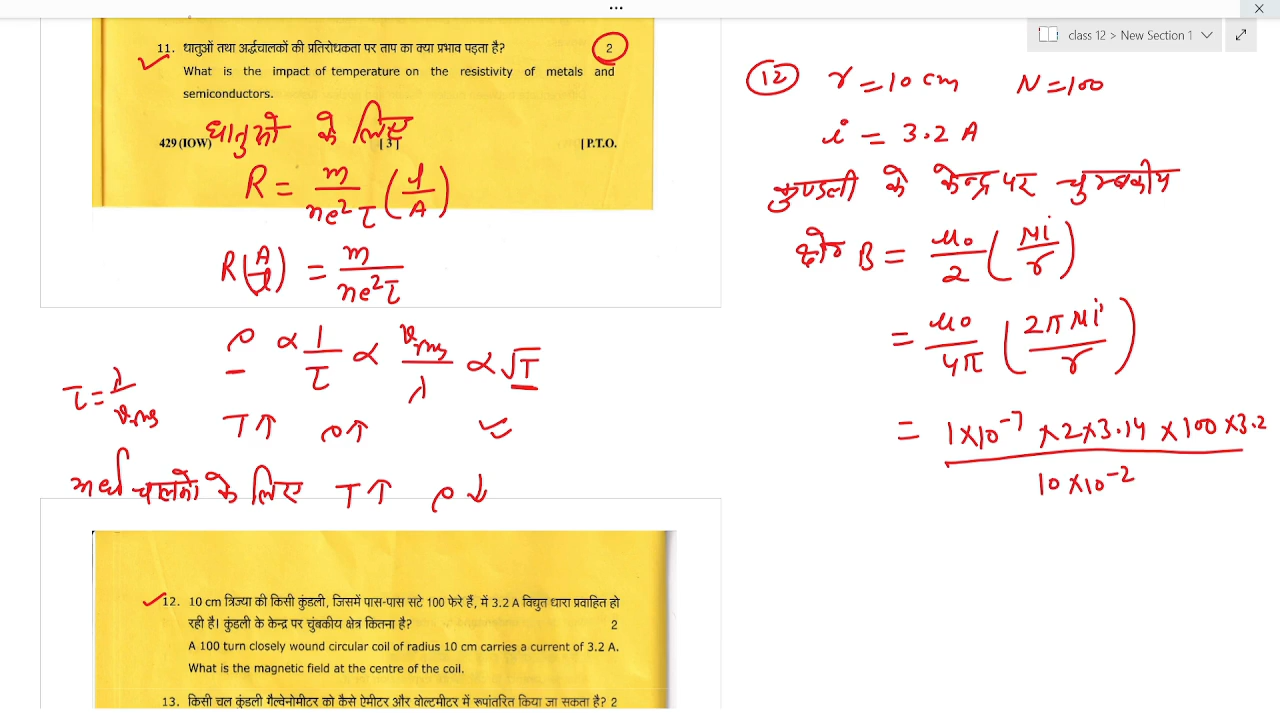 class 12 > New Section 1
11. धातुओं तथा अर्द्धचालकों की प्रतिरोधकता पर ताप का क्या प्रभाव पड़ता है? 2
What is the impact of temperature on the resistivity of metals and
semiconductors.
429 (IOW) [3] [P.T.O.
धातुओं के लिए
R = m/ne²τ (l/A)
R(A/l) = m/ne²τ
ρ ∝ 1/τ ∝ vrms/λ ∝ √T
τ = λ/vrms
T↑ ρ↑
अर्धचालकों के लिए T↑ ρ↓
12. 10 cm त्रिज्या की किसी कुंडली, जिसमें पास-पास सटे 100 फेरे हैं, में 3.2 A विद्युत धारा प्रवाहित हो
रही है। कुंडली के केन्द्र पर चुंबकीय क्षेत्र कितना है? 2
A 100 turn closely wound circular coil of radius 10 cm carries a current of 3.2 A.
What is the magnetic field at the centre of the coil.
13. किसी चल कुंडली गैल्वेनोमीटर को कैसे ऐमीटर और वोल्टमीटर में रूपांतरित किया जा सकता है? 2
12 r = 10 cm N = 100
i = 3.2 A
कुण्डली के केन्द्र पर चुम्बकीय
क्षेत्र B = μ₀/2 (Ni/r)
= μ₀/4π (2πNi/r)
= 1×10⁻⁷ × 2×3.14 × 100 ×3.2
10 ×10⁻²